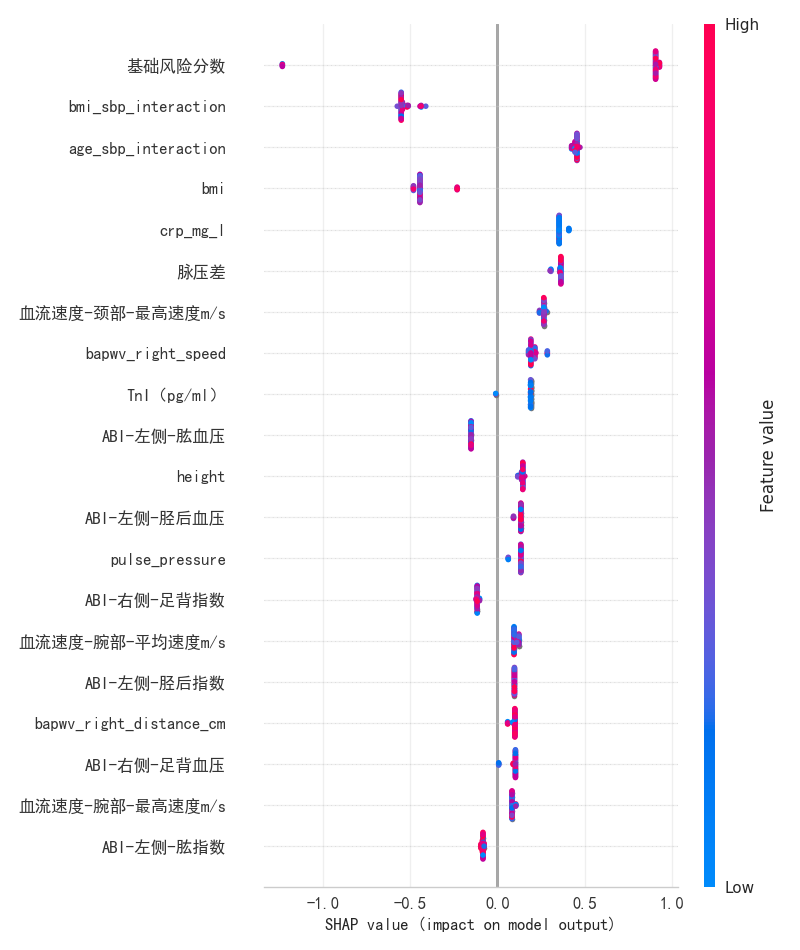 High
基础风险分数
bmi_sbp_interaction
age_sbp_interaction
bmi
crp_mg_l
脉压差
血流速度-颈部-最高速度m/s
bapwv_right_speed
TnI（pg/ml）
ABI-左侧-肱血压
height
ABI-左侧-胫后血压
pulse_pressure
ABI-右侧-足背指数
血流速度-腕部-平均速度m/s
ABI-左侧-胫后指数
bapwv_right_distance_cm
ABI-右侧-足背血压
血流速度-腕部-最高速度m/s
ABI-左侧-肱指数
Feature value
Low
-1.0 -0.5 0.0 0.5 1.0
SHAP value (impact on model output)